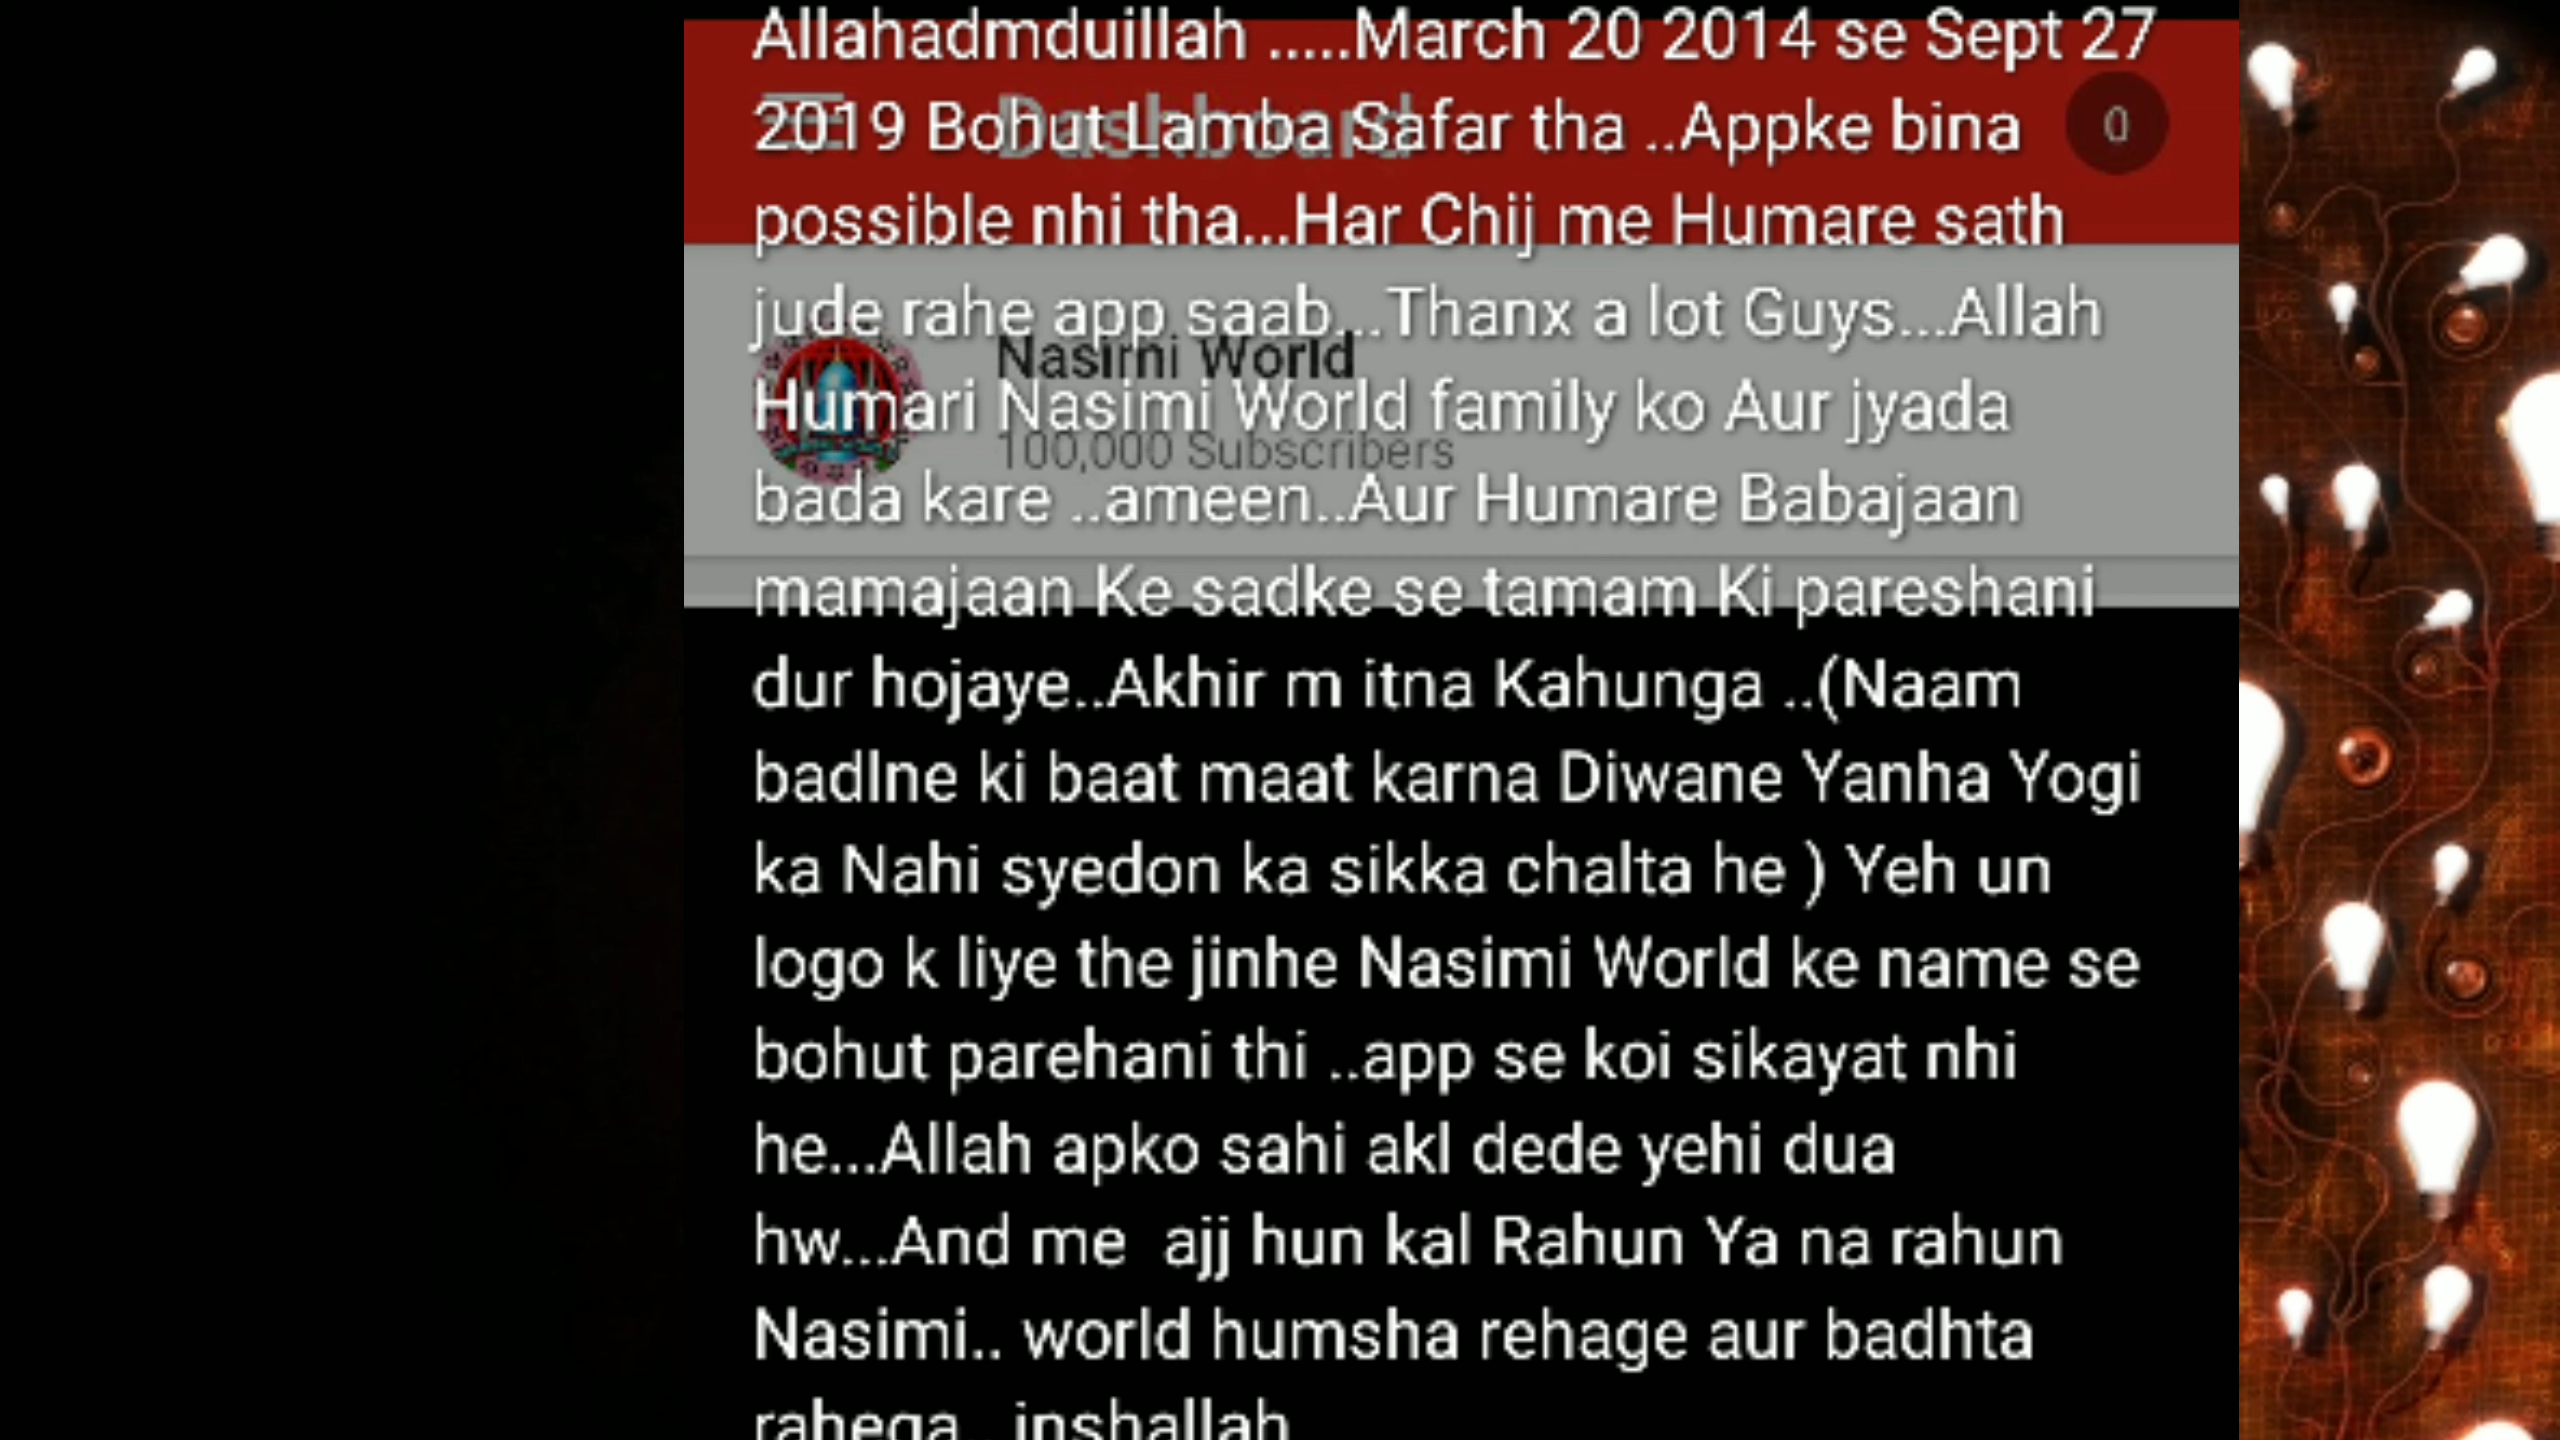 Allahadmduillah .....March 20 2014 se Sept 27
2019 Bohut Lamba Safar tha ..Appke bina
Dashboard
0
possible nhi tha...Har Chij me Humare sath
jude rahe app saab...Thanx a lot Guys...Allah
Nasimi World
Humari Nasimi World family ko Aur jyada
100,000 Subscribers
bada kare ..ameen..Aur Humare Babajaan
mamajaan Ke sadke se tamam Ki pareshani
dur hojaye..Akhir m itna Kahunga ..(Naam
badlne ki baat maat karna Diwane Yanha Yogi
ka Nahi syedon ka sikka chalta he ) Yeh un
logo k liye the jinhe Nasimi World ke name se
bohut parehani thi ..app se koi sikayat nhi
he...Allah apko sahi akl dede yehi dua
hw...And me  ajj hun kal Rahun Ya na rahun
Nasimi.. world humsha rehage aur badhta
rahega.. inshallah